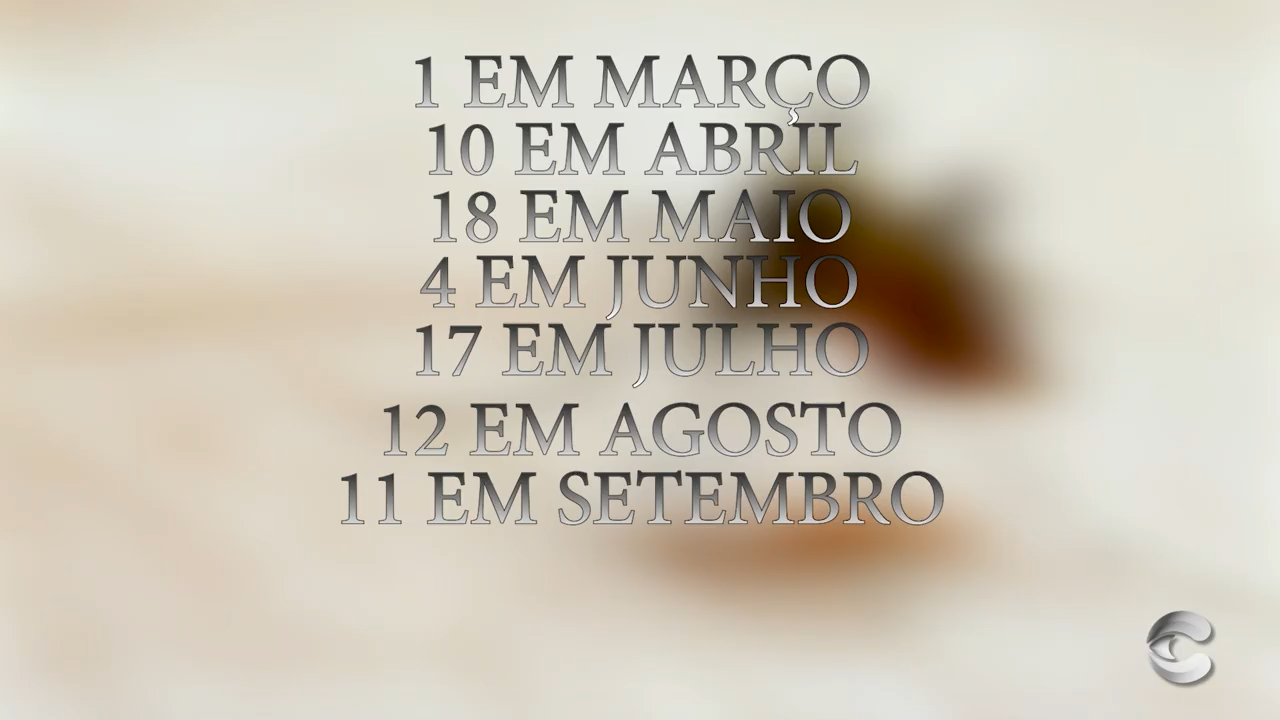 1 EM MARÇO
10 EM ABRIL
18 EM MAIO
4 EM JUNHO
17 EM JULHO
12 EM AGOSTO
11 EM SETEMBRO